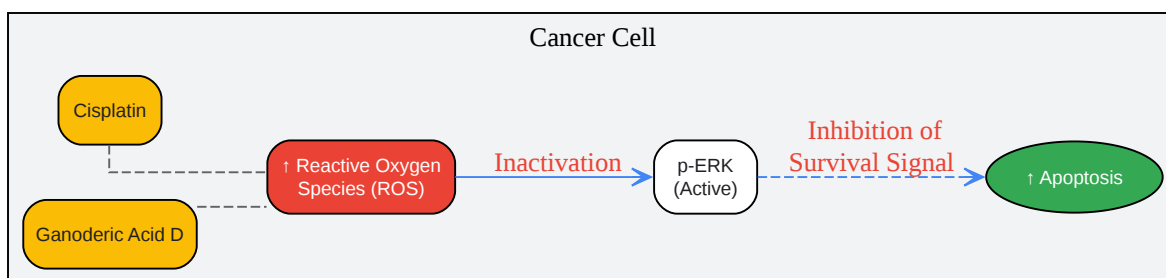 Cancer Cell
Cisplatin
Ganoderic Acid D
↑ Reactive Oxygen
Species (ROS)
Inactivation
p-ERK
(Active)
Inhibition of
Survival Signal
↑ Apoptosis